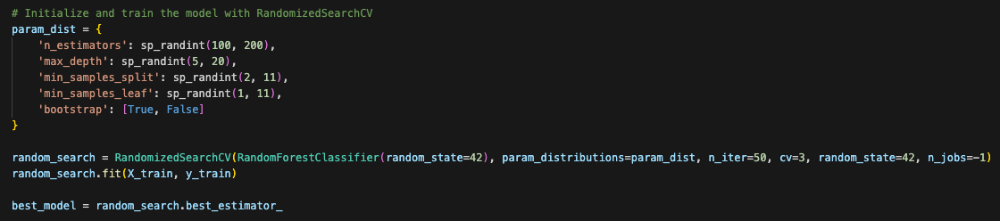 # Initialize and train the model with RandomizedSearchCV
param_dist = {
    'n_estimators': sp_randint(100, 200),
    'max_depth': sp_randint(5, 20),
    'min_samples_split': sp_randint(2, 11),
    'min_samples_leaf': sp_randint(1, 11),
    'bootstrap': [True, False]
}
random_search = RandomizedSearchCV(RandomForestClassifier(random_state=42), param_distributions=param_dist, n_iter=50, cv=3, random_state=42, n_jobs=-1)
random_search.fit(X_train, y_train)
best_model = random_search.best_estimator_